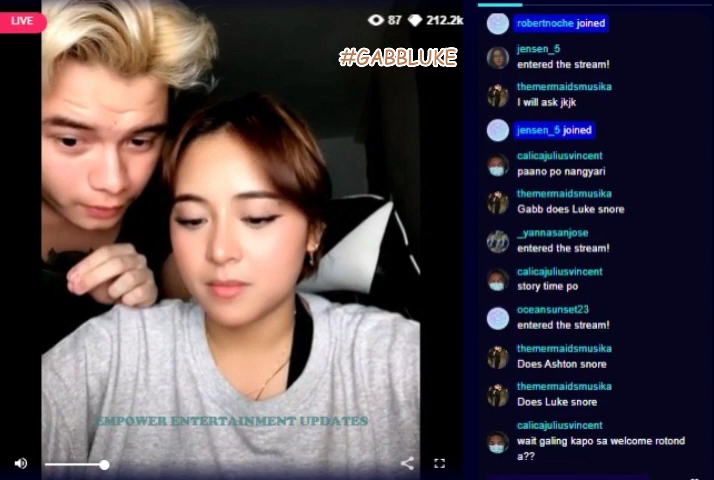 LIVE
87 212.2k
#GABBLUKE
EMPOWER ENTERTAINMENT UPDATES
robertnoche joined
jensen_5
entered the stream!
themermaidsmusika
I will ask jkjk
jensen_5 joined
calicajuliusvincent
paano po nangyari
themermaidsmusika
Gabb does Luke snore
_yannasanjose
entered the stream!
calicajuliusvincent
story time po
oceansunset23
entered the stream!
themermaidsmusika
Does Ashton snore
themermaidsmusika
Does Luke snore
calicajuliusvincent
wait galing kapo sa welcome rotond
a??